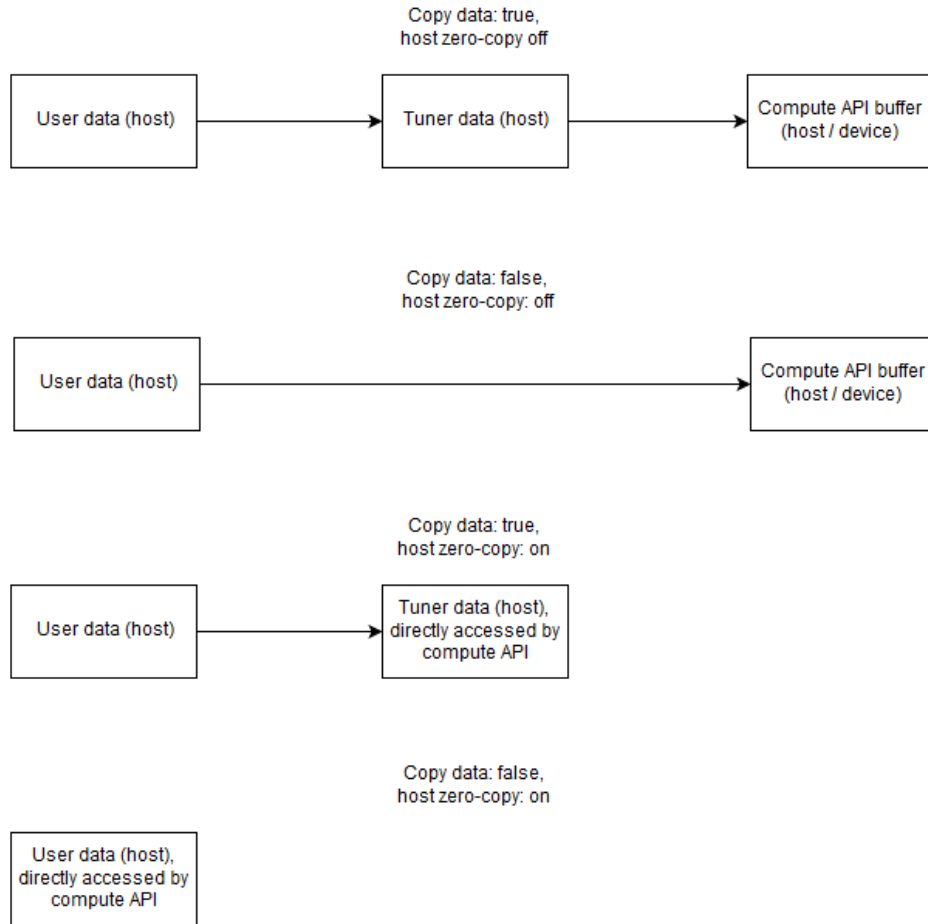 Copy data: true,
host zero-copy off
User data (host)
Tuner data (host)
Compute API buffer
(host / device)
Copy data: false,
host zero-copy: off
User data (host)
Compute API buffer
(host / device)
Copy data: true,
host zero-copy: on
User data (host)
Tuner data (host),
directly accessed by
compute API
Copy data: false,
host zero-copy: on
User data (host),
directly accessed by
compute API